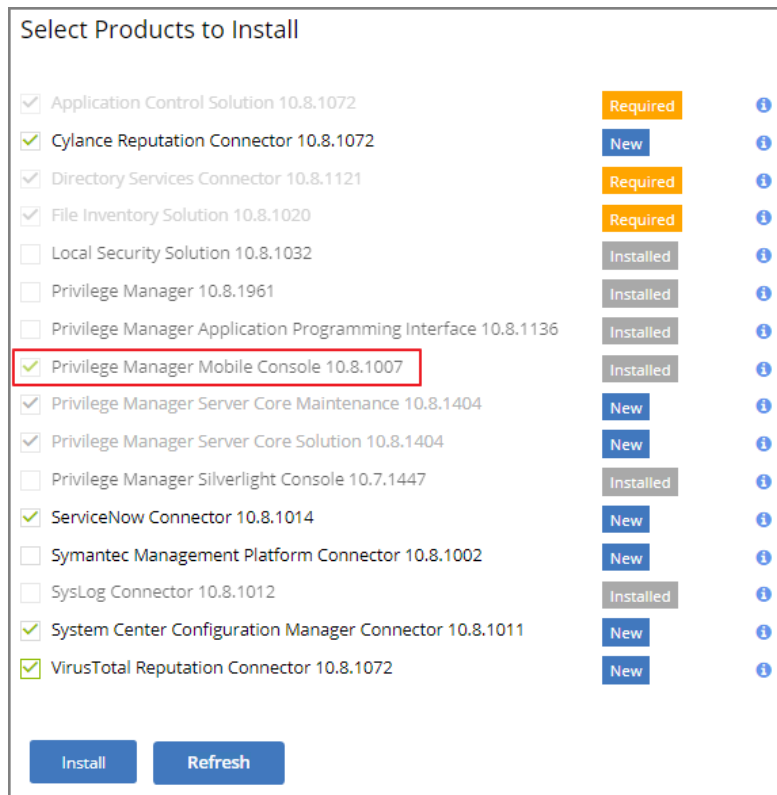 Select Products to Install
Application Control Solution 10.8.1072 Required
Cylance Reputation Connector 10.8.1072 New
Directory Services Connector 10.8.1121 Required
File Inventory Solution 10.8.1020 Required
Local Security Solution 10.8.1032 Installed
Privilege Manager 10.8.1961 Installed
Privilege Manager Application Programming Interface 10.8.1136 Installed
Privilege Manager Mobile Console 10.8.1007 Installed
Privilege Manager Server Core Maintenance 10.8.1404 New
Privilege Manager Server Core Solution 10.8.1404 New
Privilege Manager Silverlight Console 10.7.1447 Installed
ServiceNow Connector 10.8.1014 New
Symantec Management Platform Connector 10.8.1002 New
SysLog Connector 10.8.1012 Installed
System Center Configuration Manager Connector 10.8.1011 New
VirusTotal Reputation Connector 10.8.1072 New
Install Refresh